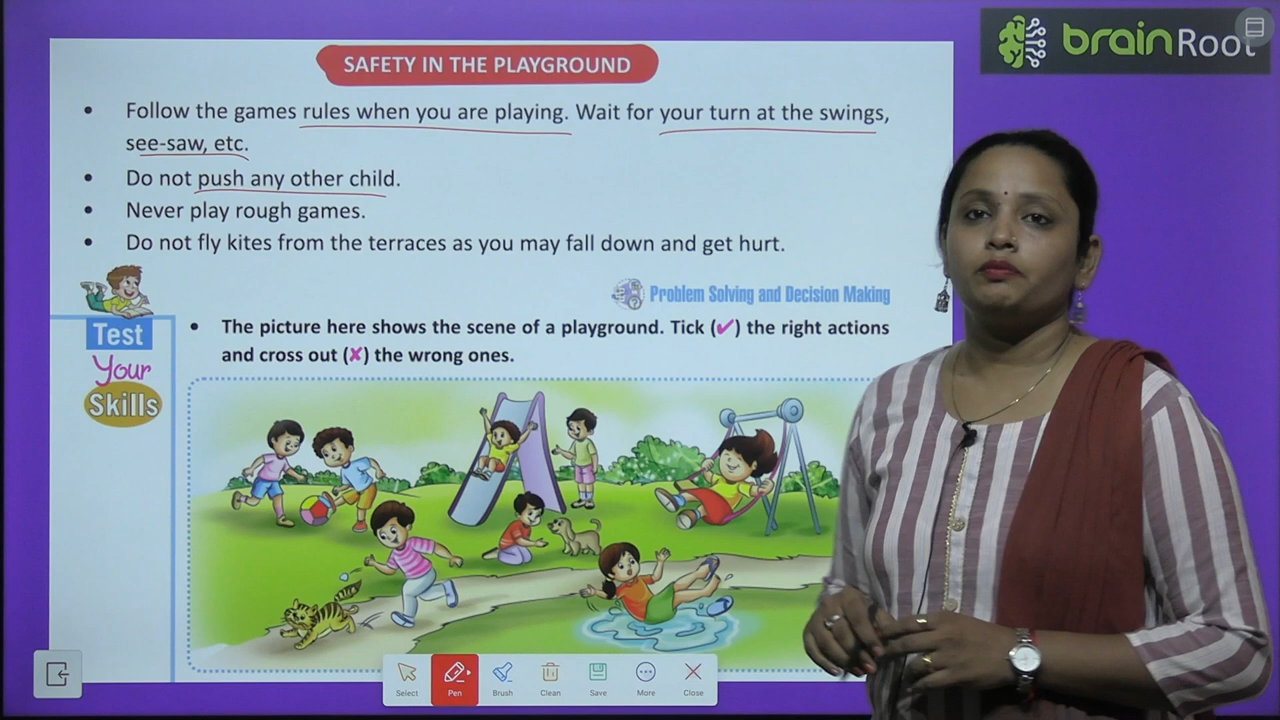 SAFETY IN THE PLAYGROUND
brainRoot
• Follow the games rules when you are playing. Wait for your turn at the swings,
see-saw, etc.
• Do not push any other child.
• Never play rough games.
• Do not fly kites from the terraces as you may fall down and get hurt.
Problem Solving and Decision Making
Test
Your
Skills
• The picture here shows the scene of a playground. Tick (✔) the right actions
and cross out (✘) the wrong ones.
Select Pen Brush Clean Save More Close